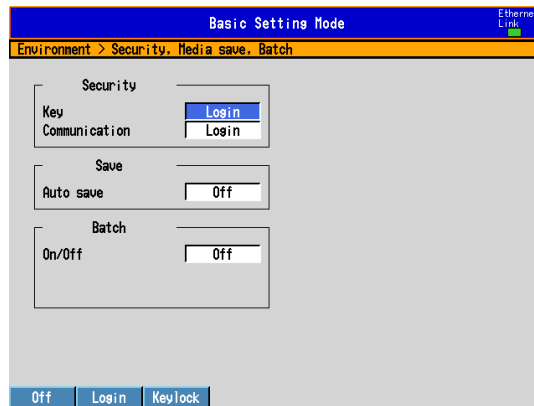 Basic Setting Mode
Etherne
Link
Environment > Security, Media save, Batch
Security
Key Login
Communication Login
Save
Auto save Off
Batch
On/Off Off
Off Login Keylock